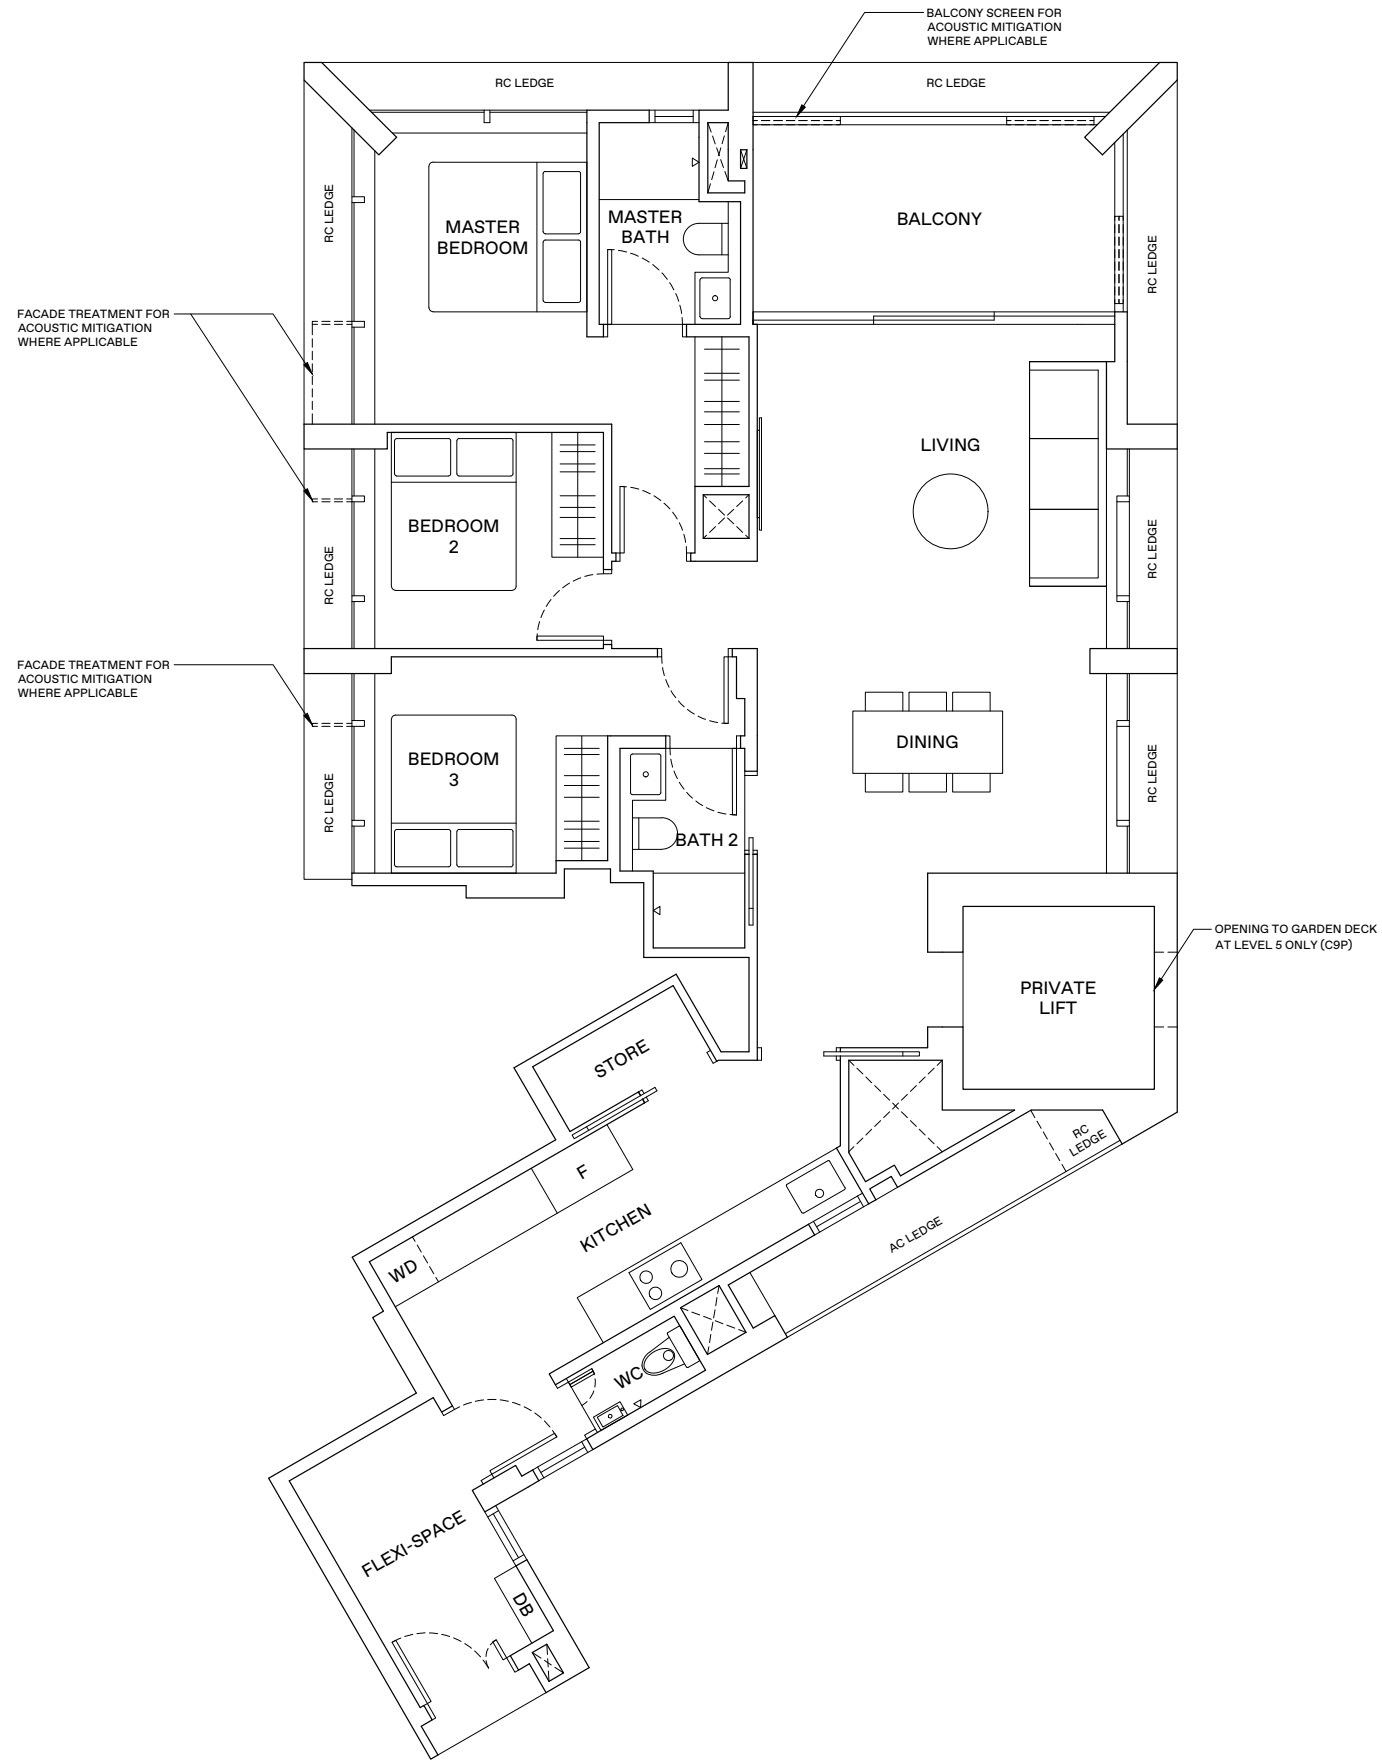 BALCONY SCREEN FOR
ACOUSTIC MITIGATION
WHERE APPLICABLE
RC LEDGE
RC LEDGE
RC LEDGE
MASTER
BEDROOM
MASTER
BATH
BALCONY
RC LEDGE
FACADE TREATMENT FOR
ACOUSTIC MITIGATION
WHERE APPLICABLE
LIVING
BEDROOM
2
RC LEDGE
RC LEDGE
FACADE TREATMENT FOR
ACOUSTIC MITIGATION
WHERE APPLICABLE
DINING
BEDROOM
3
RC LEDGE
RC LEDGE
BATH 2
OPENING TO GARDEN DECK
AT LEVEL 5 ONLY (C9P)
PRIVATE
LIFT
STORE
RC
LEDGE
F
KITCHEN
AC LEDGE
WD
WC
FLEXI-SPACE
DB